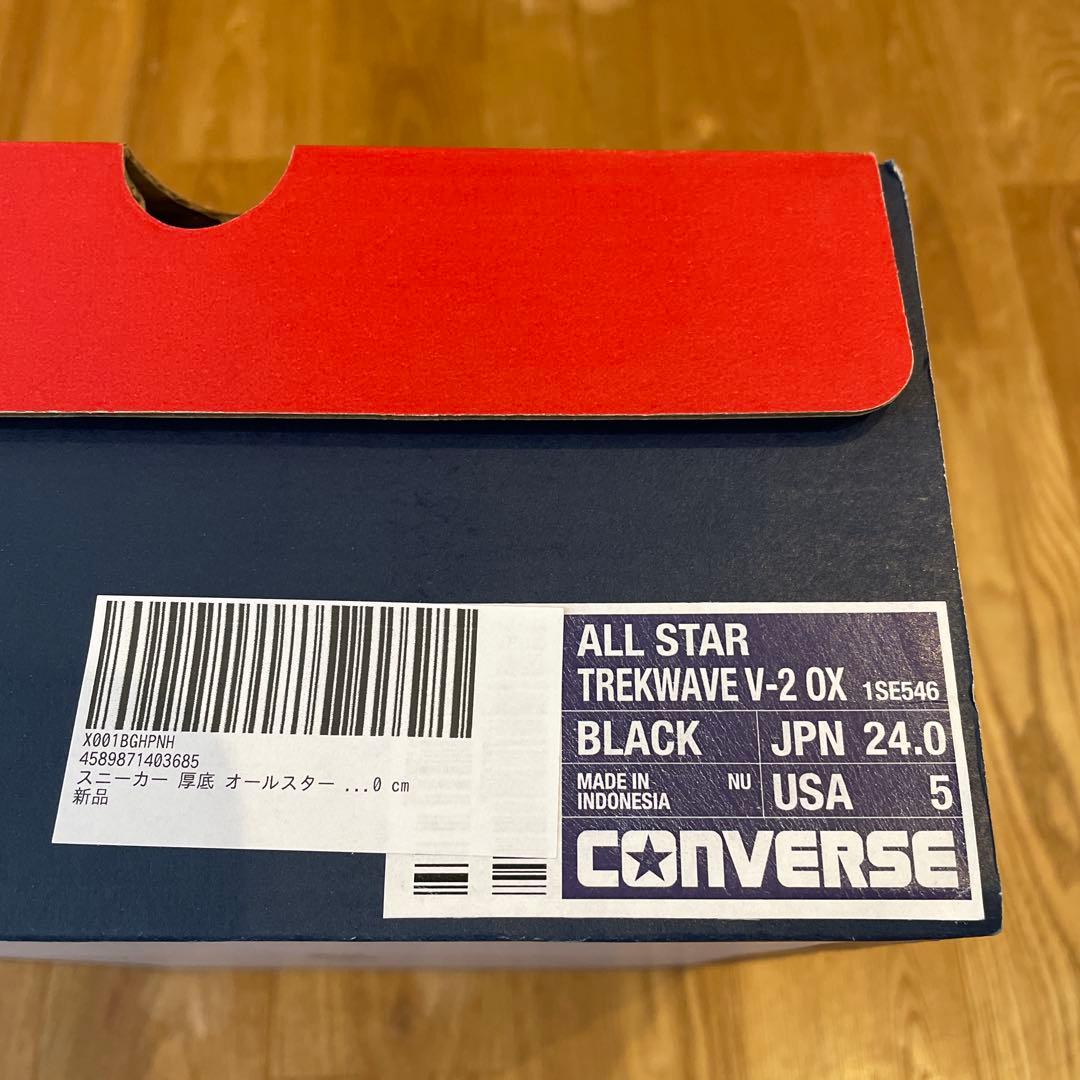 X001BGHPNH
4589871403685
スニーカー 厚底 オールスター ...0 cm
新品
ALL STAR
TREKWAVE V-2 OX 1SE546
BLACK JPN 24.0
MADE IN INDONESIA NU USA 5
CONVERSE